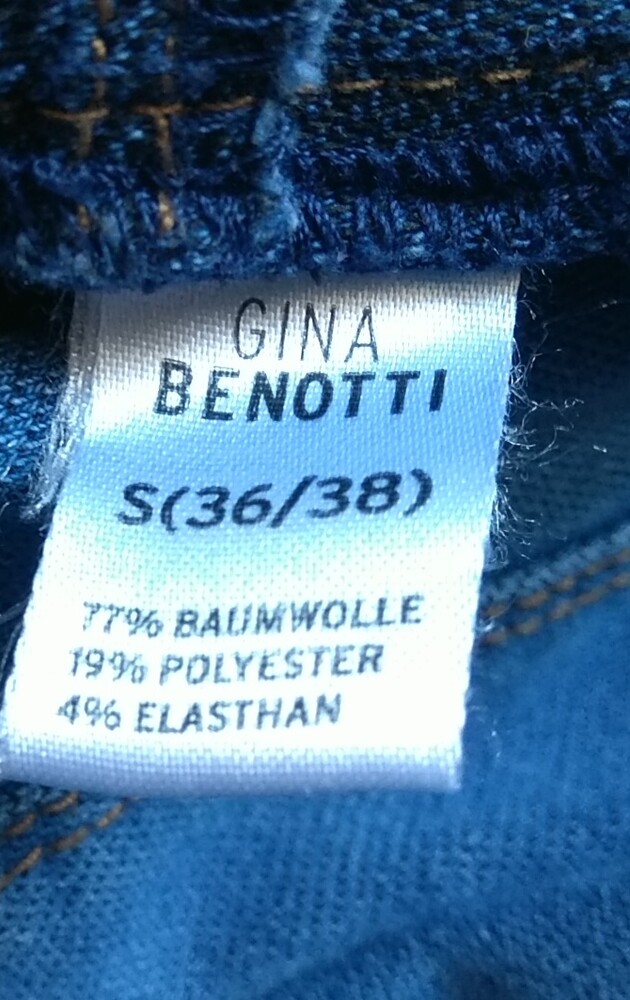 GINA
BENOTTI
S(36/38)
77% BAUMWOLLE
19% POLYESTER
4% ELASTHAN